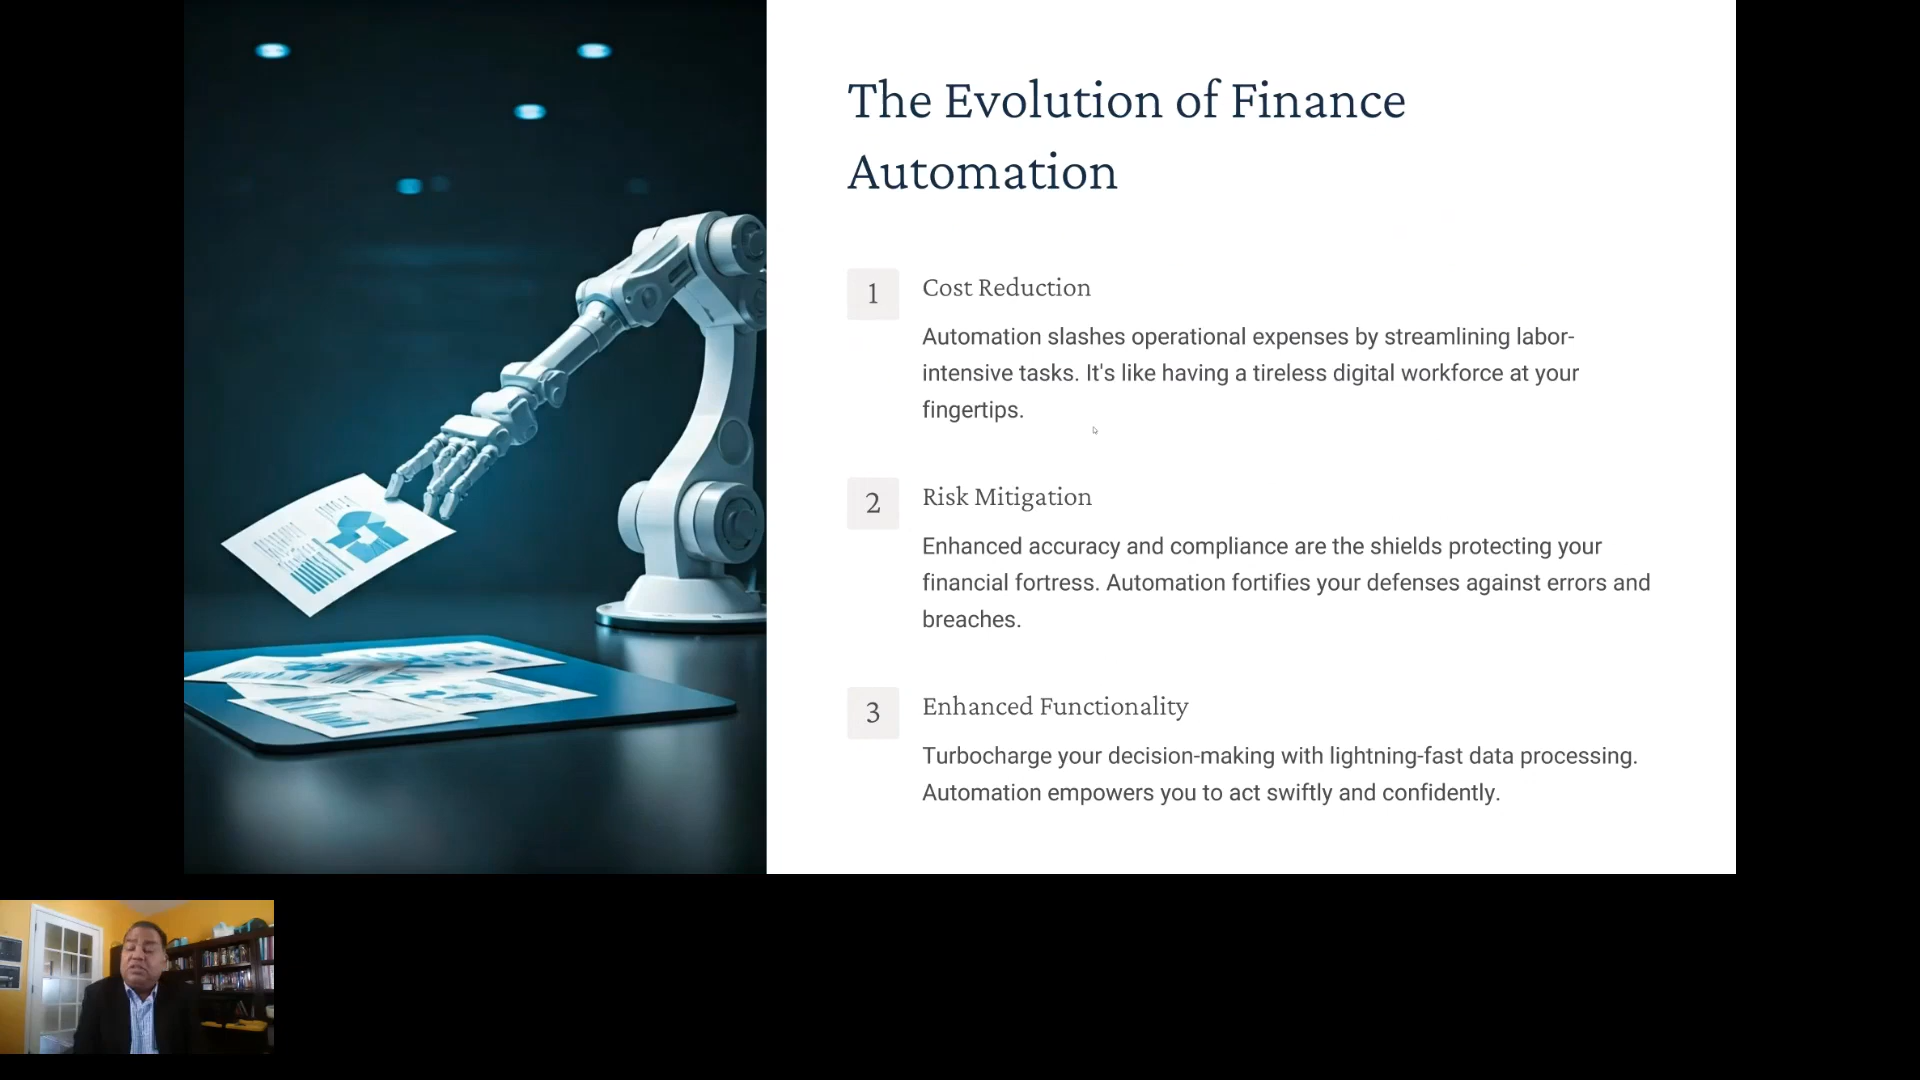 The Evolution of Finance
Automation
1
Cost Reduction
Automation slashes operational expenses by streamlining labor-
intensive tasks. It's like having a tireless digital workforce at your
fingertips.
2
Risk Mitigation
Enhanced accuracy and compliance are the shields protecting your
financial fortress. Automation fortifies your defenses against errors and
breaches.
3
Enhanced Functionality
Turbocharge your decision-making with lightning-fast data processing.
Automation empowers you to act swiftly and confidently.